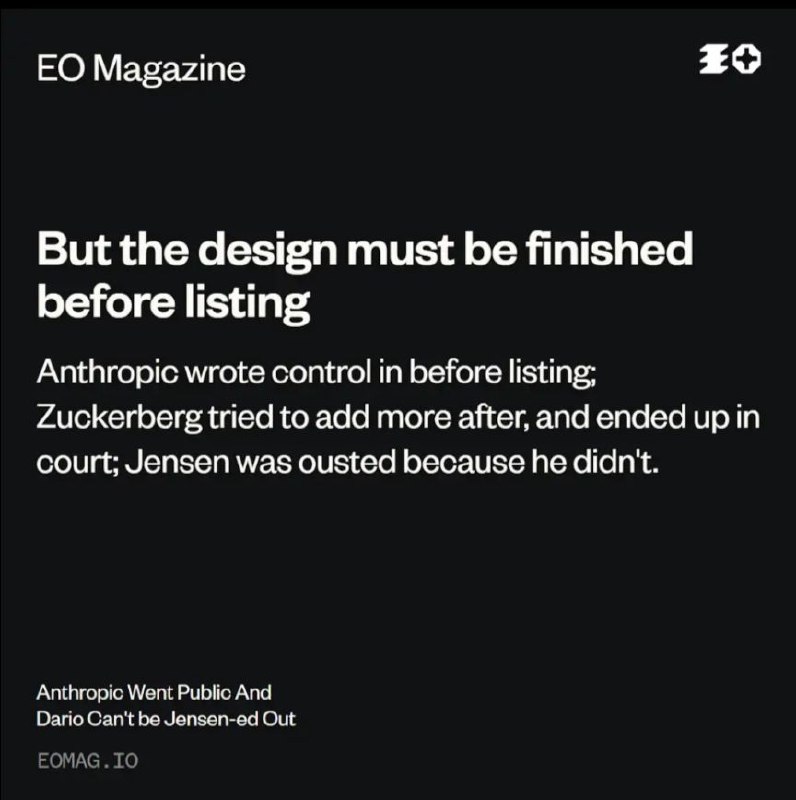 EO Magazine
But the design must be finished
before listing
Anthropic wrote control in before listing;
Zuckerberg tried to add more after, and ended up in
court; Jensen was ousted because he didn't.
Anthropic Went Public And
Dario Can't be Jensen-ed Out
EOMAG.IO